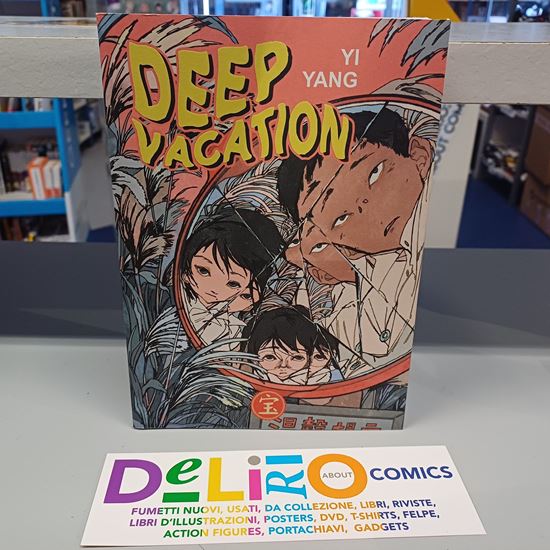 DEEP
VACATION
YI
YANG
宝
DELIRIO
ABOUT
COMICS
FUMETTI NUOVI, USATI, DA COLLEZIONE, LIBRI, RIVISTE,
LIBRI D'ILLUSTRAZIONI, POSTERS, DVD, T-SHIRTS, FELPE,
ACTION FIGURES, PORTACHIAVI, GADGETS